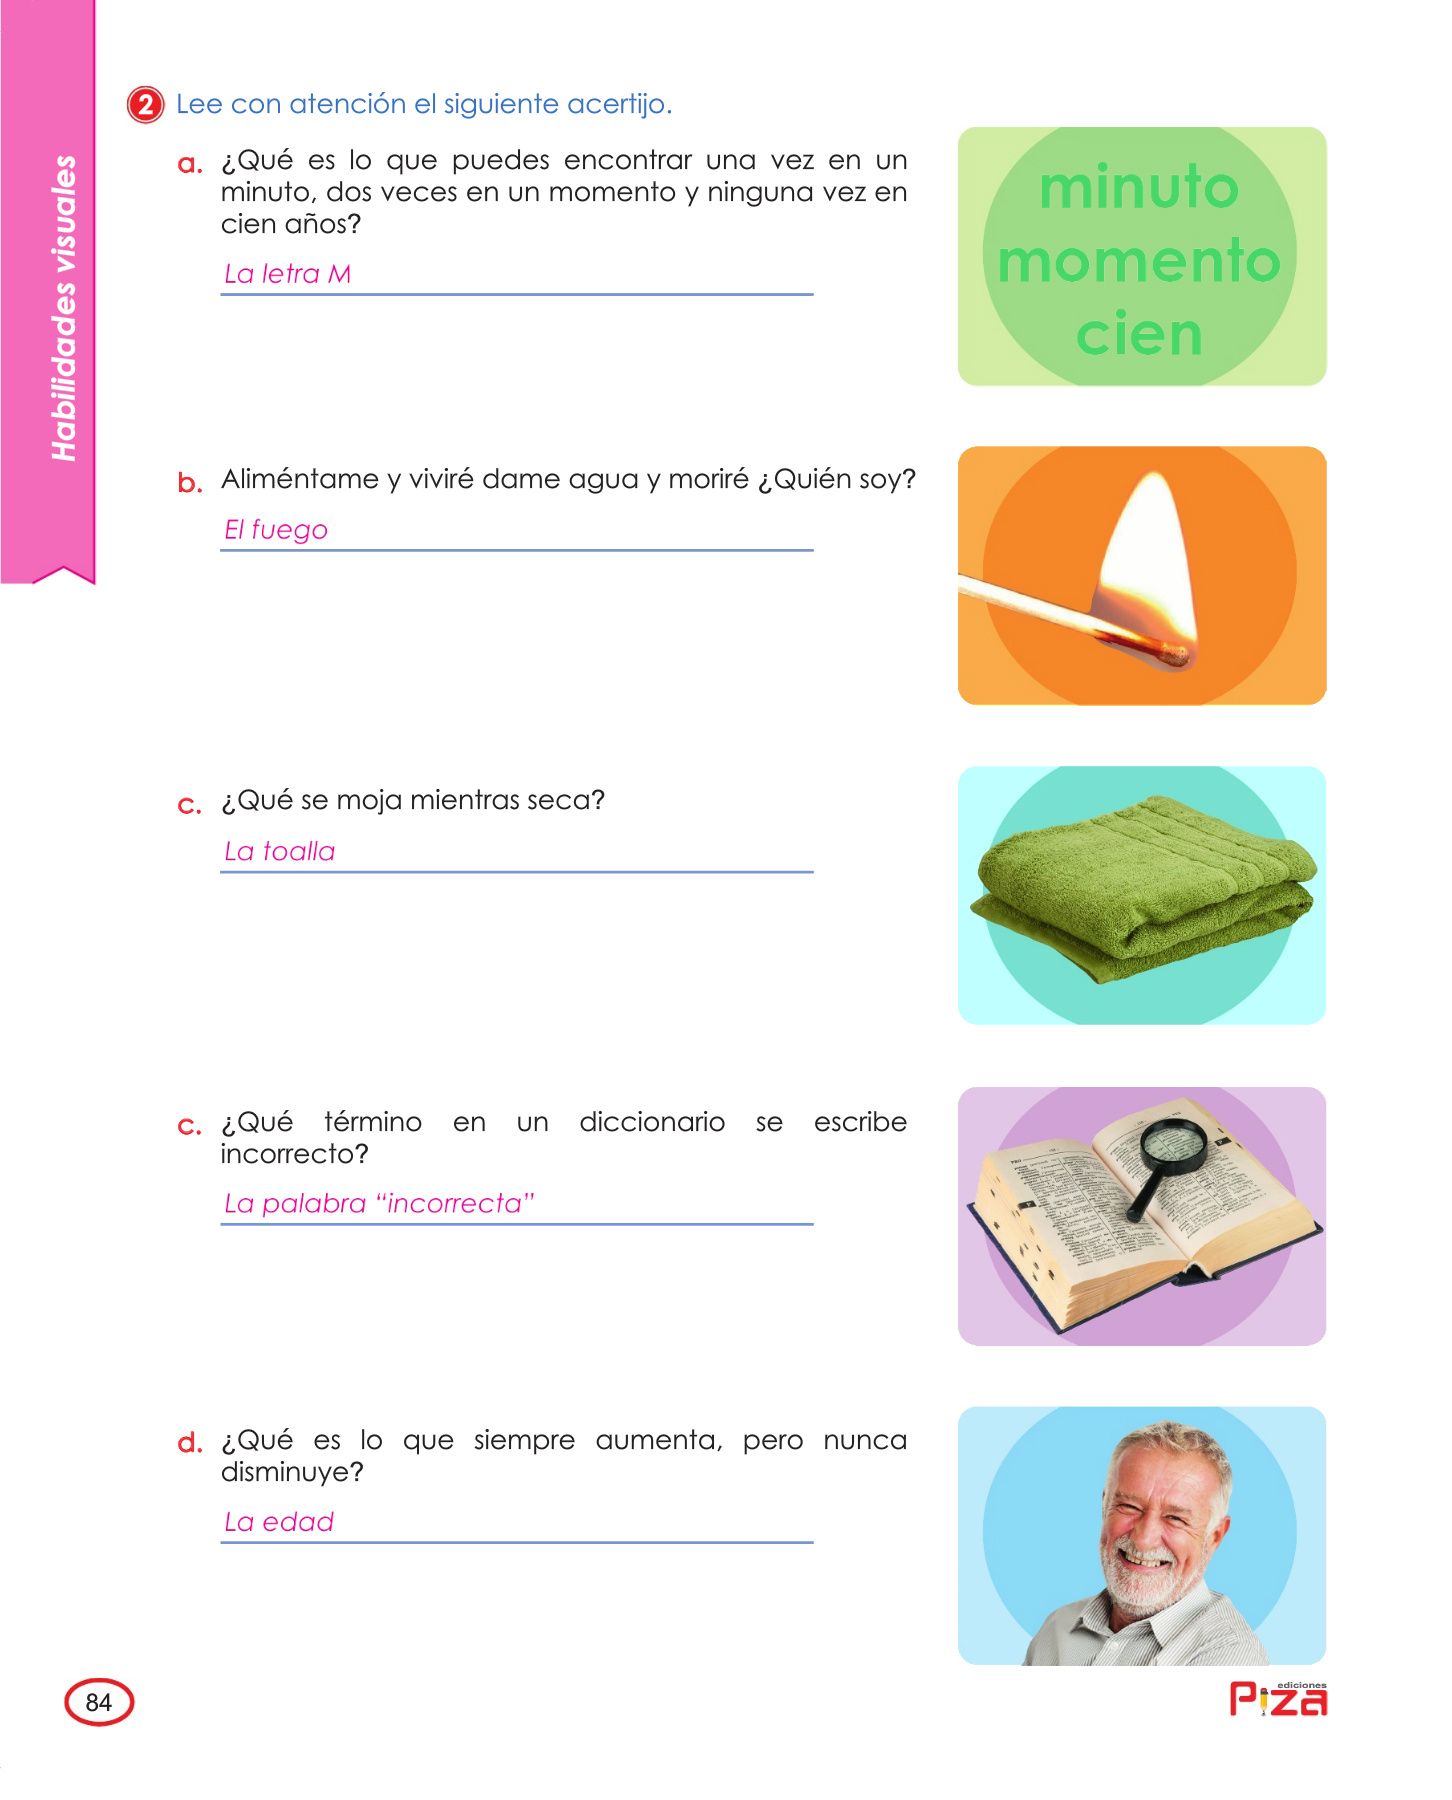 Habilidades visuales
2 Lee con atención el siguiente acertijo.
a. ¿Qué es lo que puedes encontrar una vez en un
minuto, dos veces en un momento y ninguna vez en
cien años?
La letra M
minuto
momento
cien
b. Aliméntame y viviré dame agua y moriré ¿Quién soy?
El fuego
c. ¿Qué se moja mientras seca?
La toalla
c. ¿Qué término en un diccionario se escribe
incorrecto?
La palabra “incorrecta”
d. ¿Qué es lo que siempre aumenta, pero nunca
disminuye?
La edad
84
ediciones
Piza